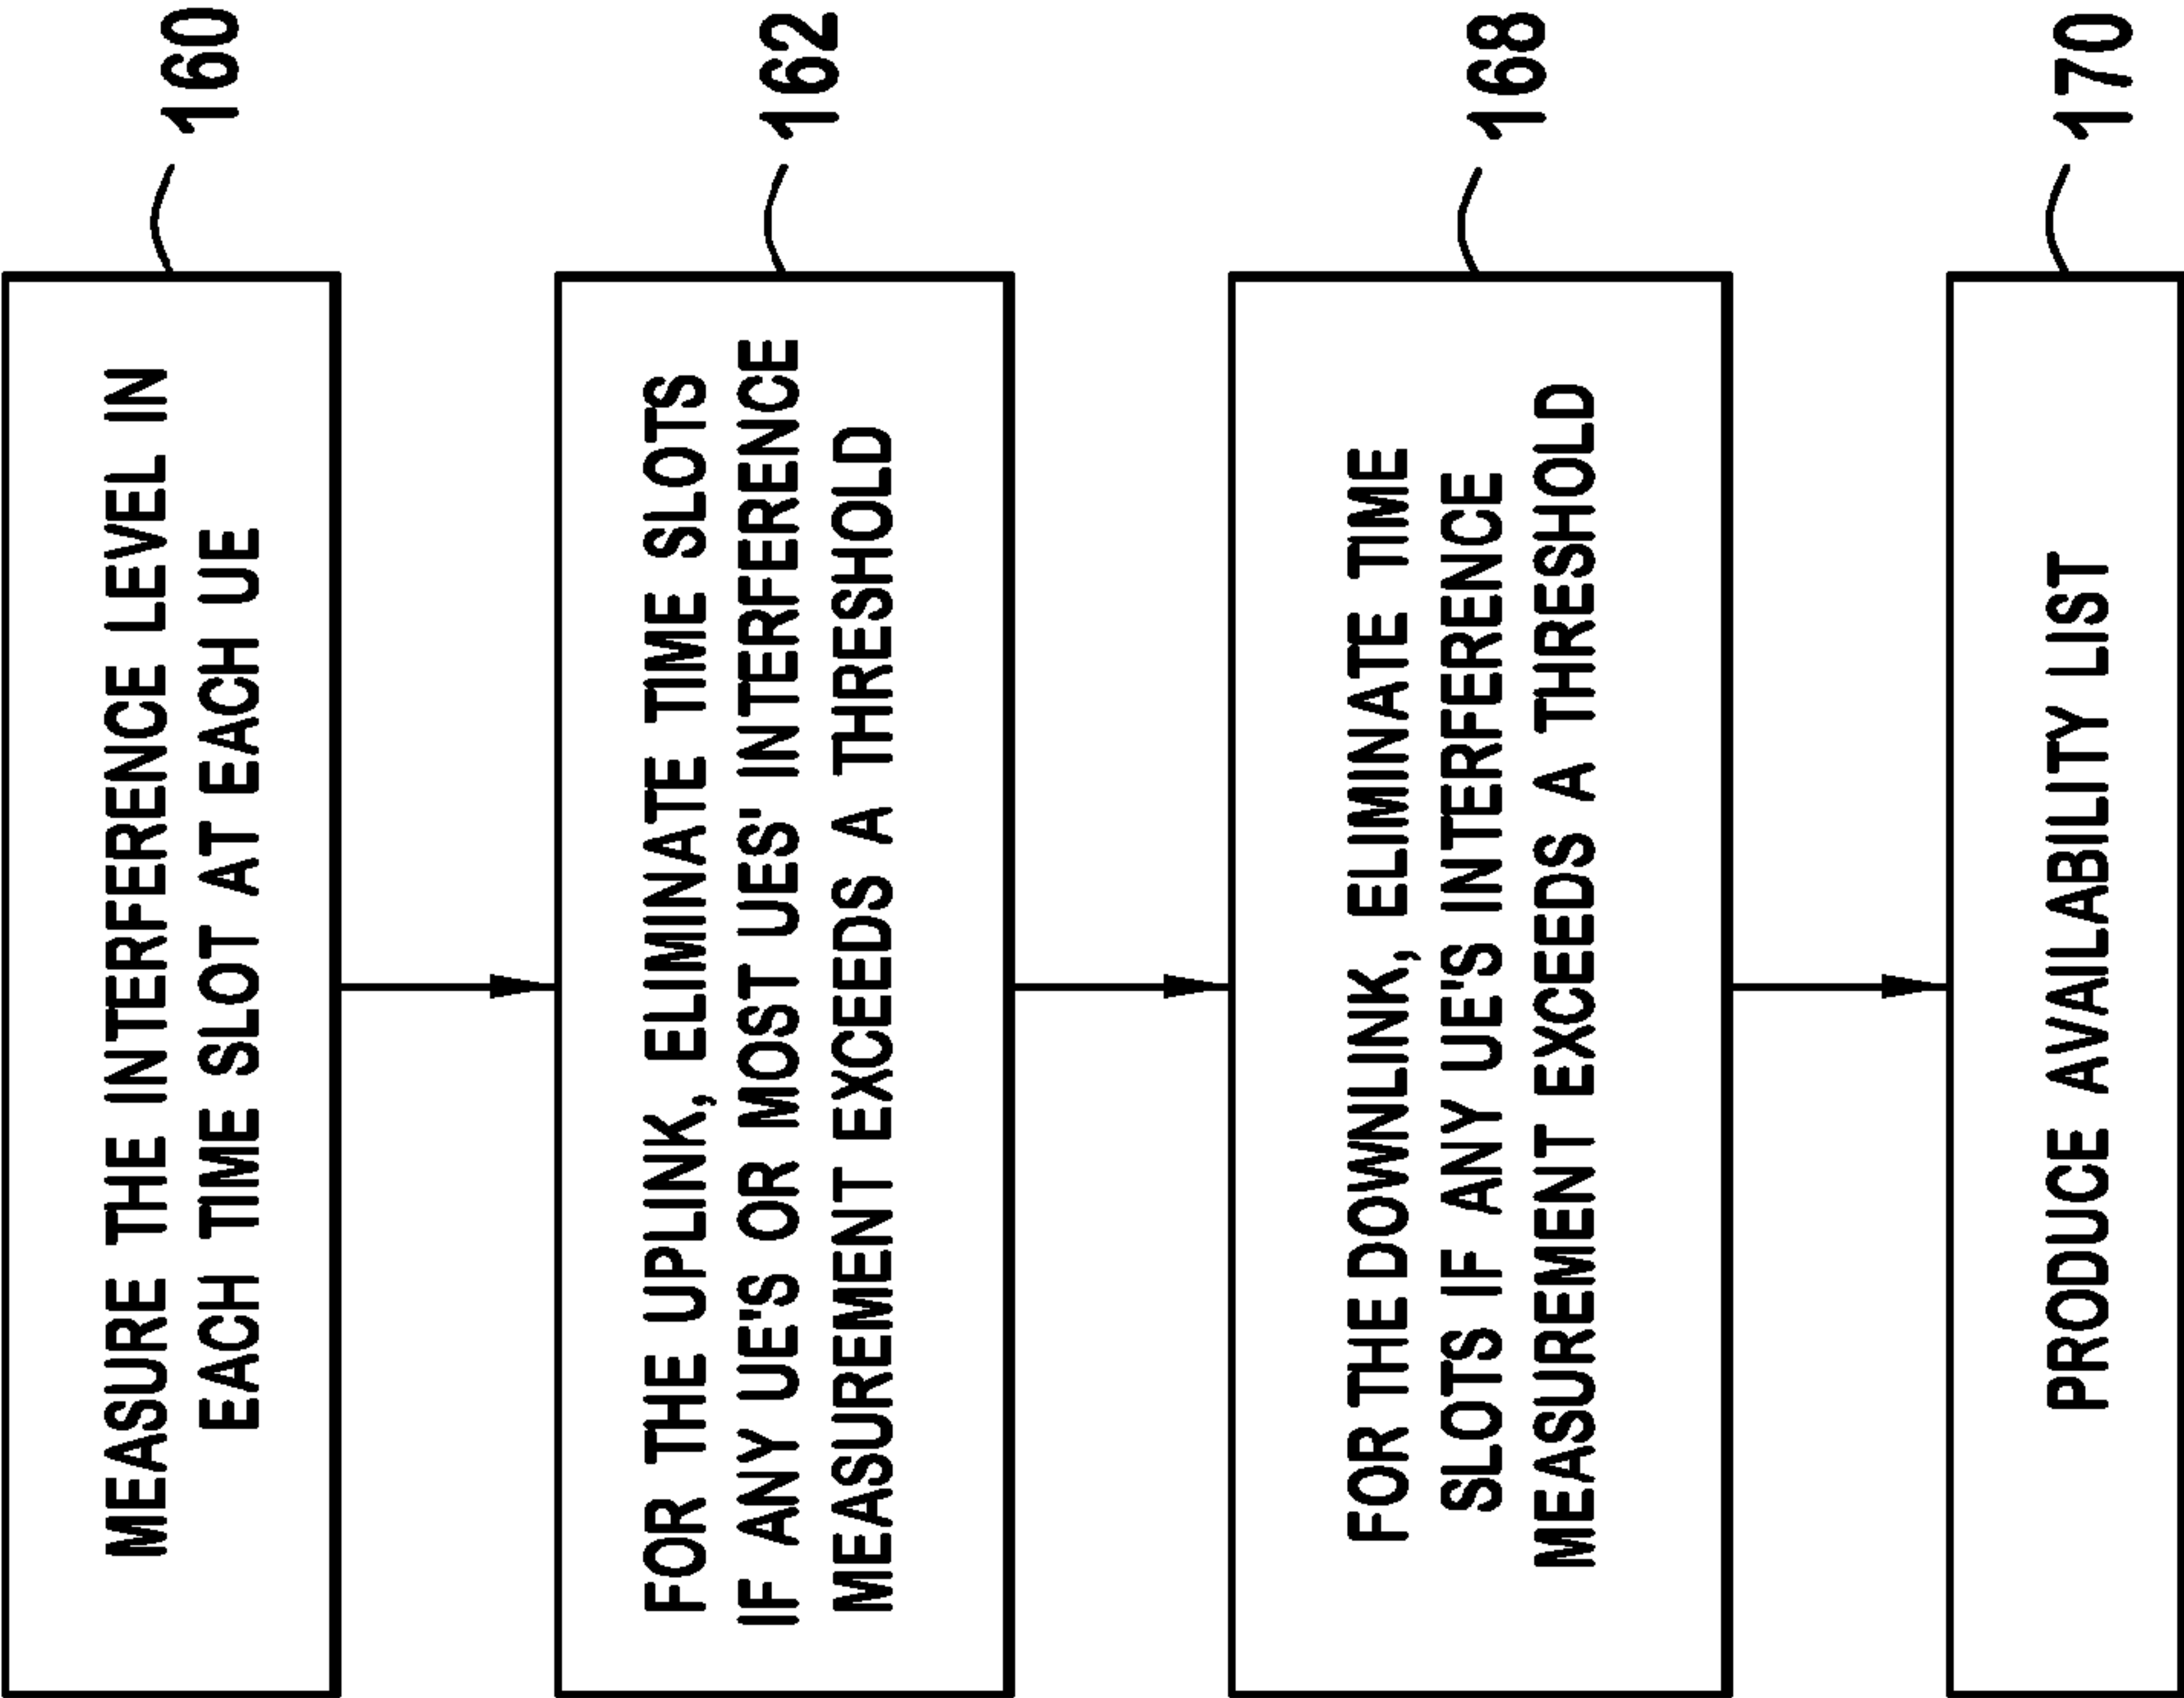 MEASURE THE INTERFERENCE LEVEL IN
EACH TIME SLOT AT EACH UE
160
FOR THE UPLINK, ELIMINATE TIME SLOTS
IF ANY UE'S OR MOST UES' INTERFERENCE
MEASUREMENT EXCEEDS A THRESHOLD
162
FOR THE DOWNLINK, ELIMINATE TIME
SLOTS IF ANY UE'S INTERFERENCE
MEASUREMENT EXCEEDS A THRESHOLD
168
PRODUCE AVAILABILITY LIST
170